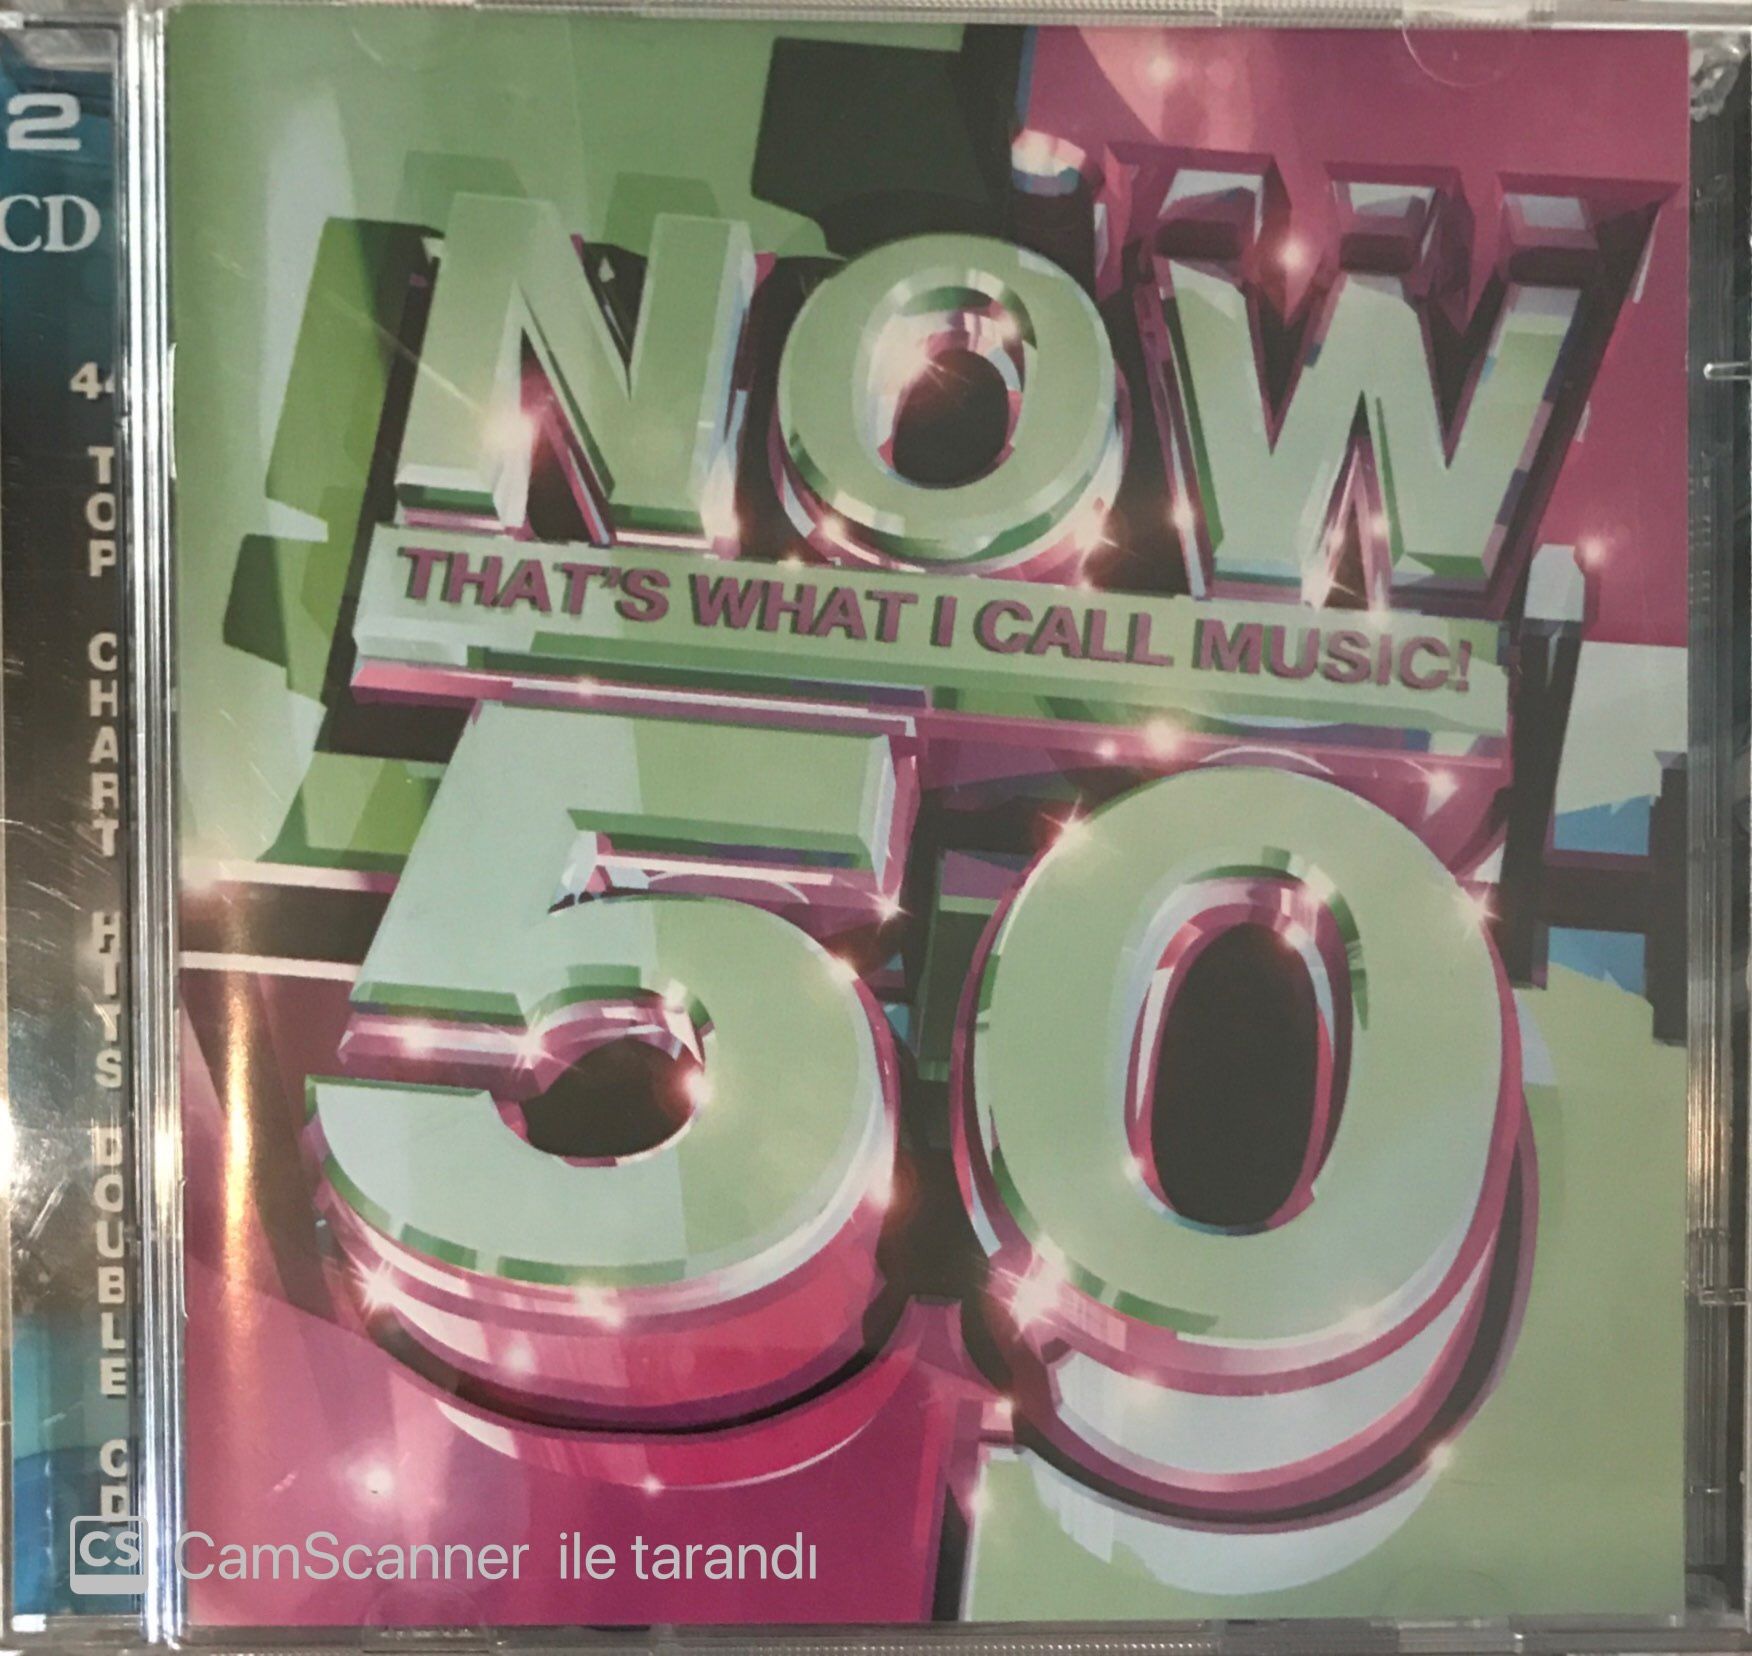 2
CD
44 TOP CHART HITS DOUBLE CD
NOW
THAT'S WHAT I CALL MUSIC!
50
CS CamScanner ile tarandı